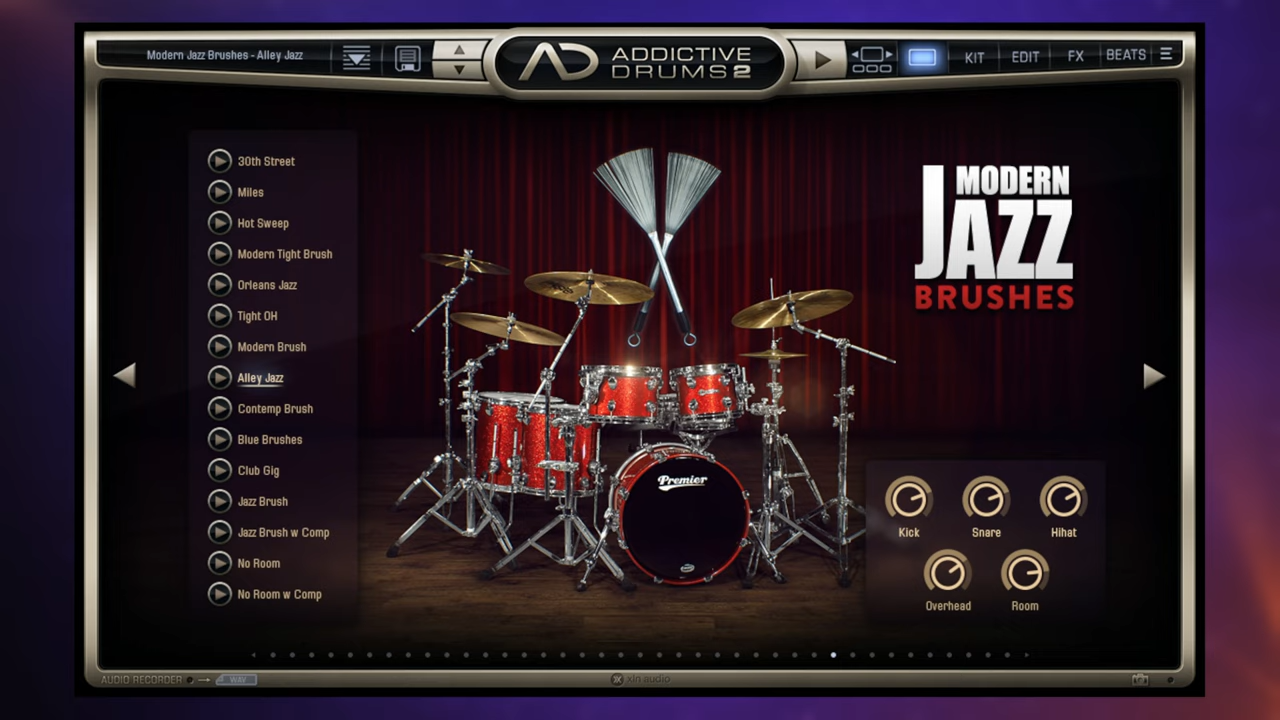 Modern Jazz Brushes - Alley Jazz
AD ADDICTIVE
DRUMS 2
KIT
EDIT
FX
BEATS
30th Street
Miles
Hot Sweep
Modern Tight Brush
Orleans Jazz
Tight OH
Modern Brush
Alley Jazz
Contemp Brush
Blue Brushes
Club Gig
Jazz Brush
Jazz Brush w Comp
No Room
No Room w Comp
MODERN
JAZZ
BRUSHES
Premier
Kick
Snare
Hihat
Overhead
Room
AUDIO RECORDER
WAV
xln audio